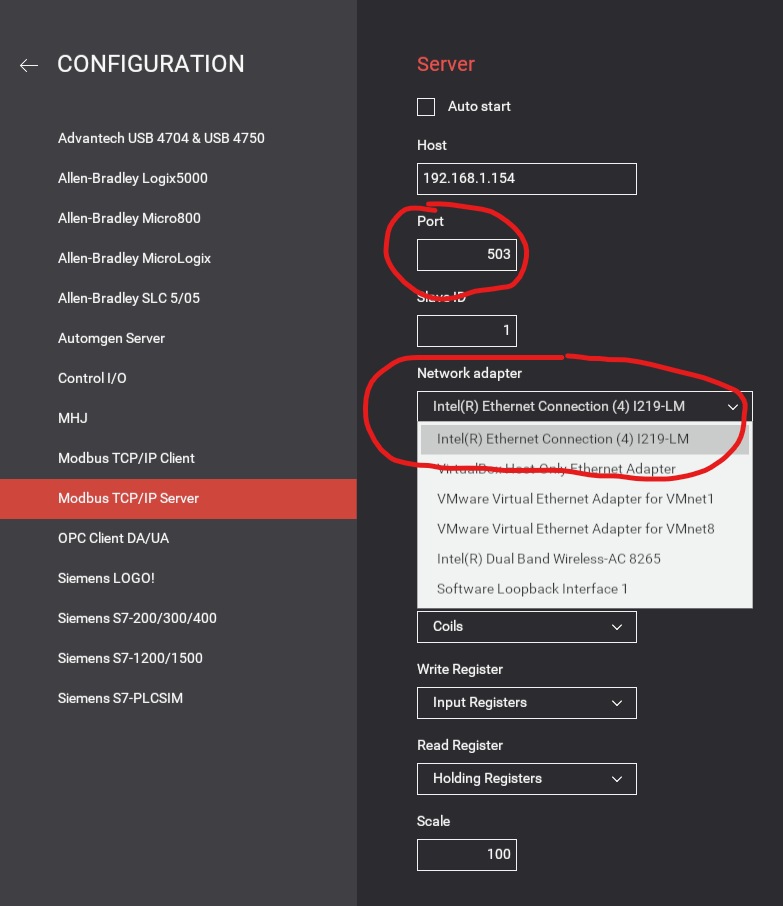 CONFIGURATION
Advantech USB 4704 & USB 4750
Allen-Bradley Logix5000
Allen-Bradley Micro800
Allen-Bradley MicroLogix
Allen-Bradley SLC 5/05
Automgen Server
Control I/O
MHJ
Modbus TCP/IP Client
Modbus TCP/IP Server
OPC Client DA/UA
Siemens LOGO!
Siemens S7-200/300/400
Siemens S7-1200/1500
Siemens S7-PLCSIM
Server
Auto start
Host
192.168.1.154
Port
503
Slave ID
1
Network adapter
Intel(R) Ethernet Connection (4) I219-LM
Intel(R) Ethernet Connection (4) I219-LM
VirtualBox Host-Only Ethernet Adapter
VMware Virtual Ethernet Adapter for VMnet1
VMware Virtual Ethernet Adapter for VMnet8
Intel(R) Dual Band Wireless-AC 8265
Software Loopback Interface 1
Coils
Write Register
Input Registers
Read Register
Holding Registers
Scale
100